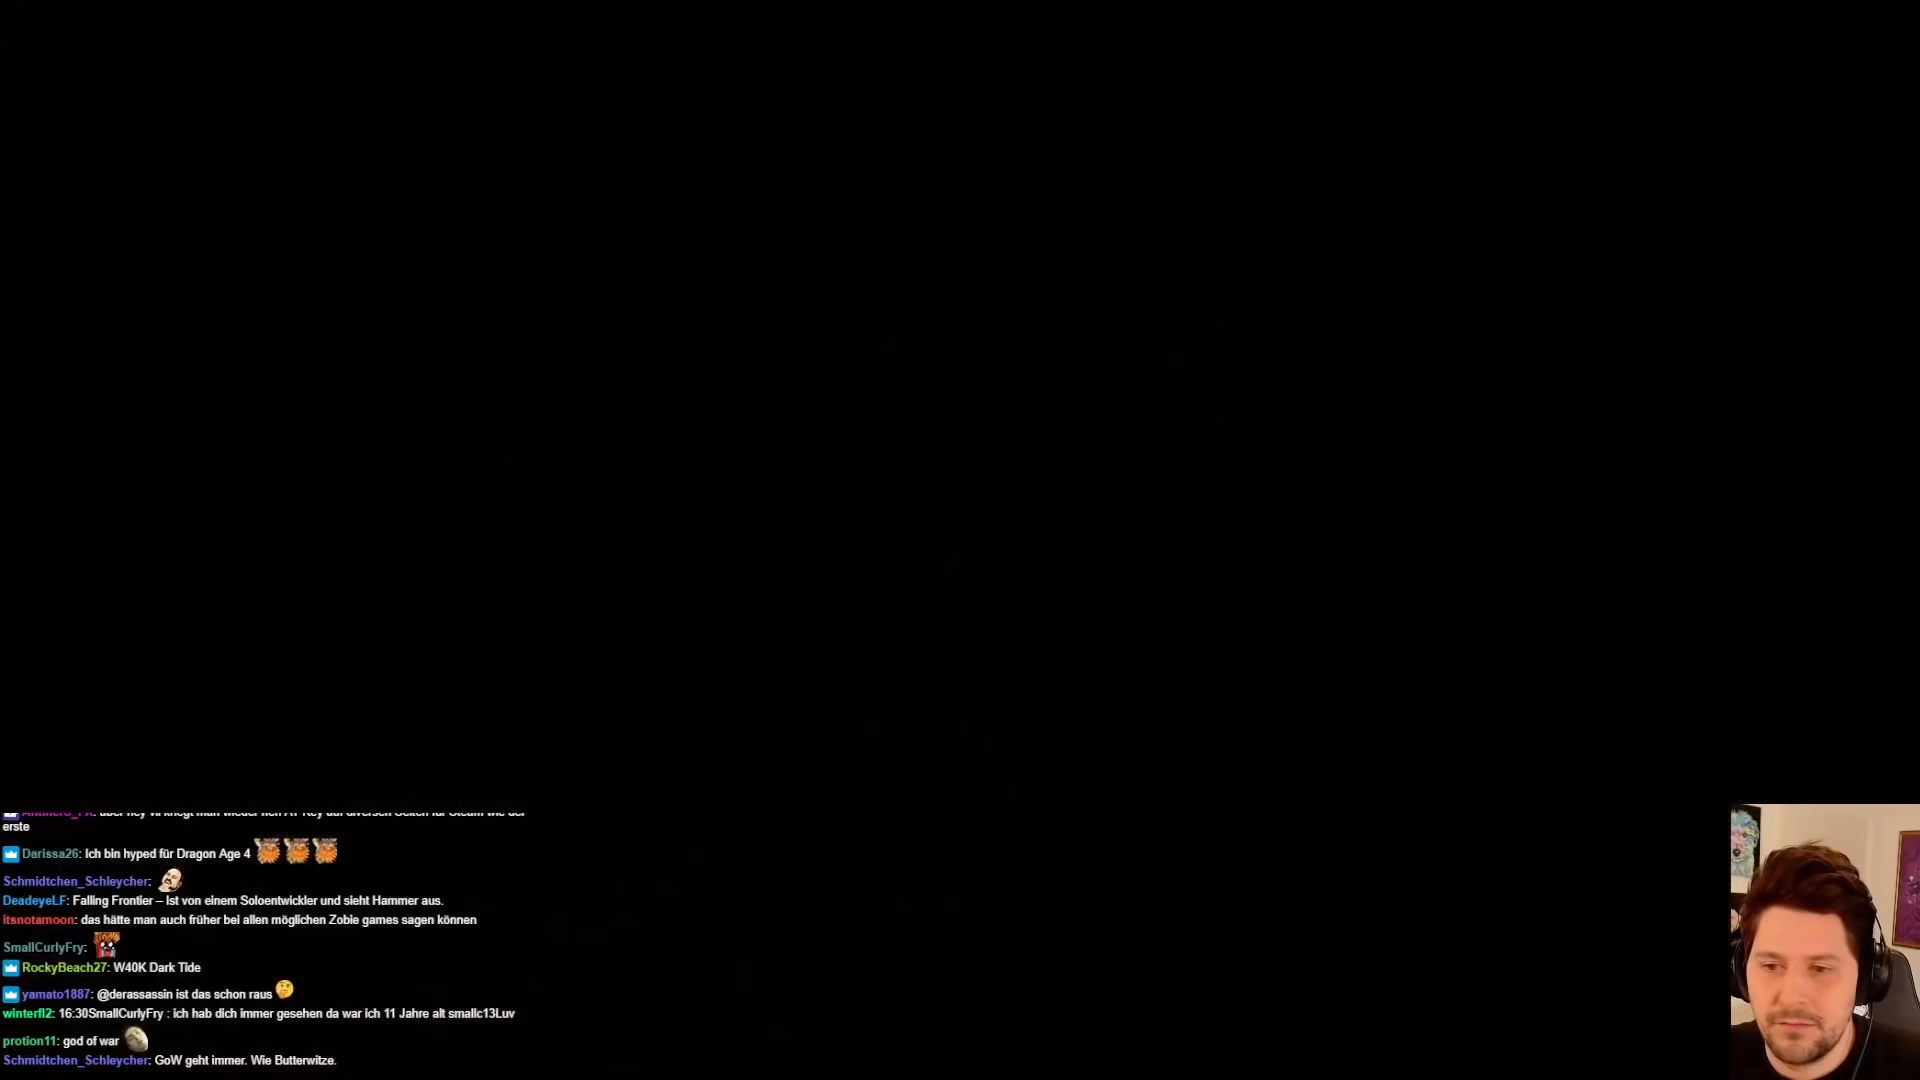 erste
Darissa26: Ich bin hyped für Dragon Age 4
Schmidtchen_Schleycher:
DeadeyeLF: Falling Frontier – Ist von einem Soloentwickler und sieht Hammer aus.
itsnotamoon: das hätte man auch früher bei allen möglichen Zobie games sagen können
SmallCurlyFry:
RockyBeach27: W40K Dark Tide
yamato1887: @derassassin ist das schon raus
winterfl2: 16:30SmallCurlyFry : ich hab dich immer gesehen da war ich 11 Jahre alt smallc13Luv
protion11: god of war
Schmidtchen_Schleycher: GoW geht immer. Wie Butterwitze.